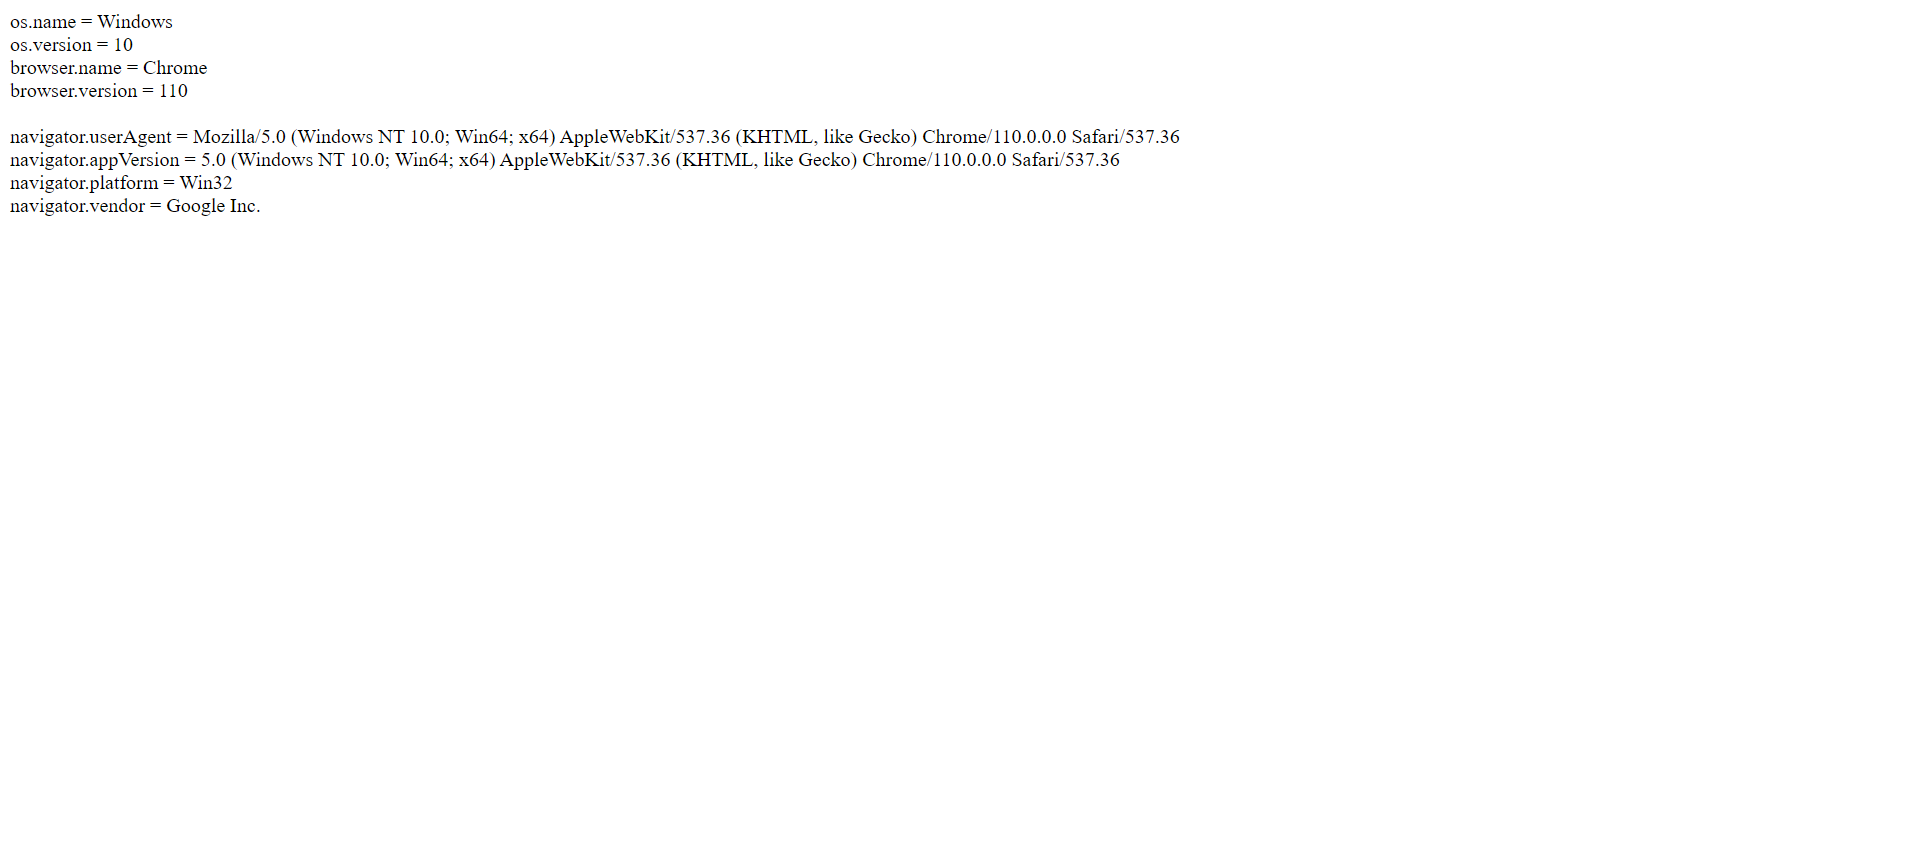 os.name = Windows
os.version = 10
browser.name = Chrome
browser.version = 110
navigator.userAgent = Mozilla/5.0 (Windows NT 10.0; Win64; x64) AppleWebKit/537.36 (KHTML, like Gecko) Chrome/110.0.0.0 Safari/537.36
navigator.appVersion = 5.0 (Windows NT 10.0; Win64; x64) AppleWebKit/537.36 (KHTML, like Gecko) Chrome/110.0.0.0 Safari/537.36
navigator.platform = Win32
navigator.vendor = Google Inc.